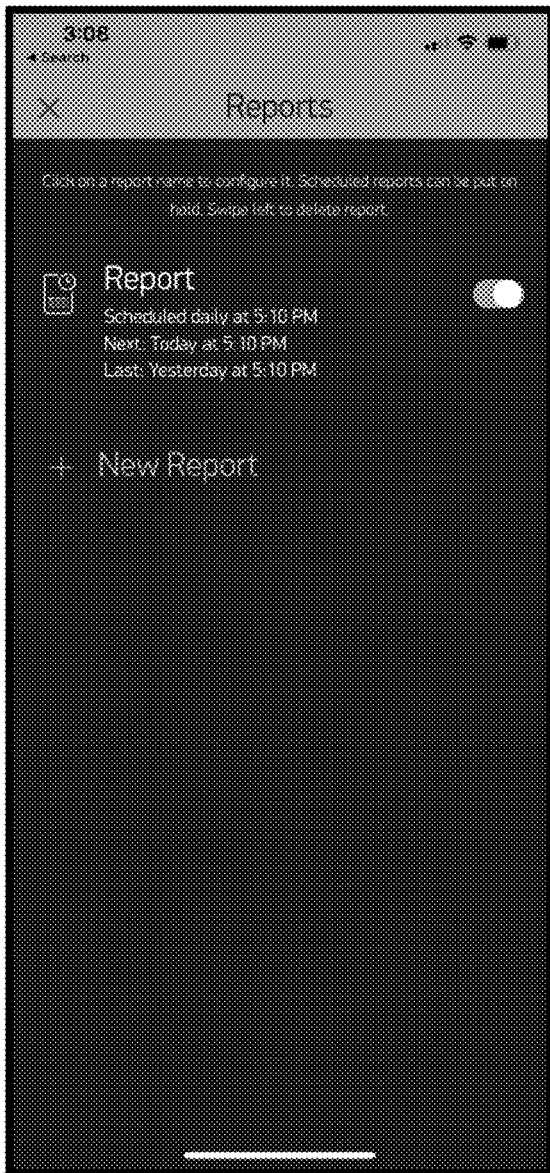 3:08
◀ Search
Reports
Click on a report name to configure it. Scheduled reports can be put on
hold. Swipe left to delete report.
Report
Scheduled daily at 5:10 PM
Next: Today at 5:10 PM
Last: Yesterday at 5:10 PM
+ New Report